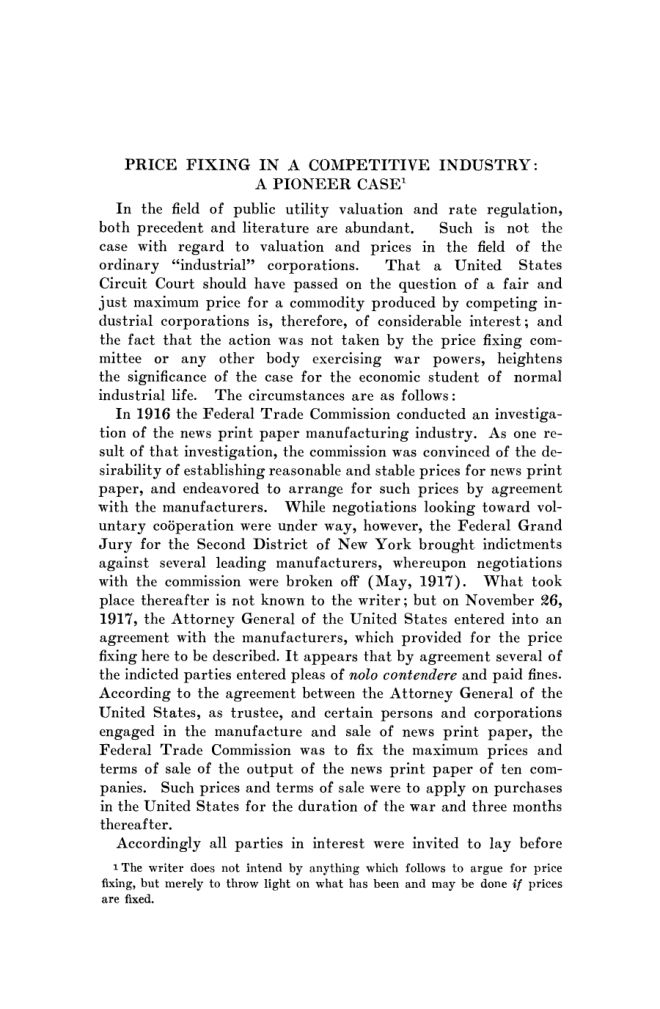 PRICE FIXING IN A COMPETITIVE INDUSTRY:
A PIONEER CASE¹
In the field of public utility valuation and rate regulation,
both precedent and literature are abundant. Such is not the
case with regard to valuation and prices in the field of the
ordinary “industrial” corporations. That a United States
Circuit Court should have passed on the question of a fair and
just maximum price for a commodity produced by competing in-
dustrial corporations is, therefore, of considerable interest; and
the fact that the action was not taken by the price fixing com-
mittee or any other body exercising war powers, heightens
the significance of the case for the economic student of normal
industrial life. The circumstances are as follows:
In 1916 the Federal Trade Commission conducted an investiga-
tion of the news print paper manufacturing industry. As one re-
sult of that investigation, the commission was convinced of the de-
sirability of establishing reasonable and stable prices for news print
paper, and endeavored to arrange for such prices by agreement
with the manufacturers. While negotiations looking toward vol-
untary coöperation were under way, however, the Federal Grand
Jury for the Second District of New York brought indictments
against several leading manufacturers, whereupon negotiations
with the commission were broken off (May, 1917). What took
place thereafter is not known to the writer; but on November 26,
1917, the Attorney General of the United States entered into an
agreement with the manufacturers, which provided for the price
fixing here to be described. It appears that by agreement several of
the indicted parties entered pleas of nolo contendere and paid fines.
According to the agreement between the Attorney General of the
United States, as trustee, and certain persons and corporations
engaged in the manufacture and sale of news print paper, the
Federal Trade Commission was to fix the maximum prices and
terms of sale of the output of the news print paper of ten com-
panies. Such prices and terms of sale were to apply on purchases
in the United States for the duration of the war and three months
thereafter.
Accordingly all parties in interest were invited to lay before
¹ The writer does not intend by anything which follows to argue for price
fixing, but merely to throw light on what has been and may be done if prices
are fixed.